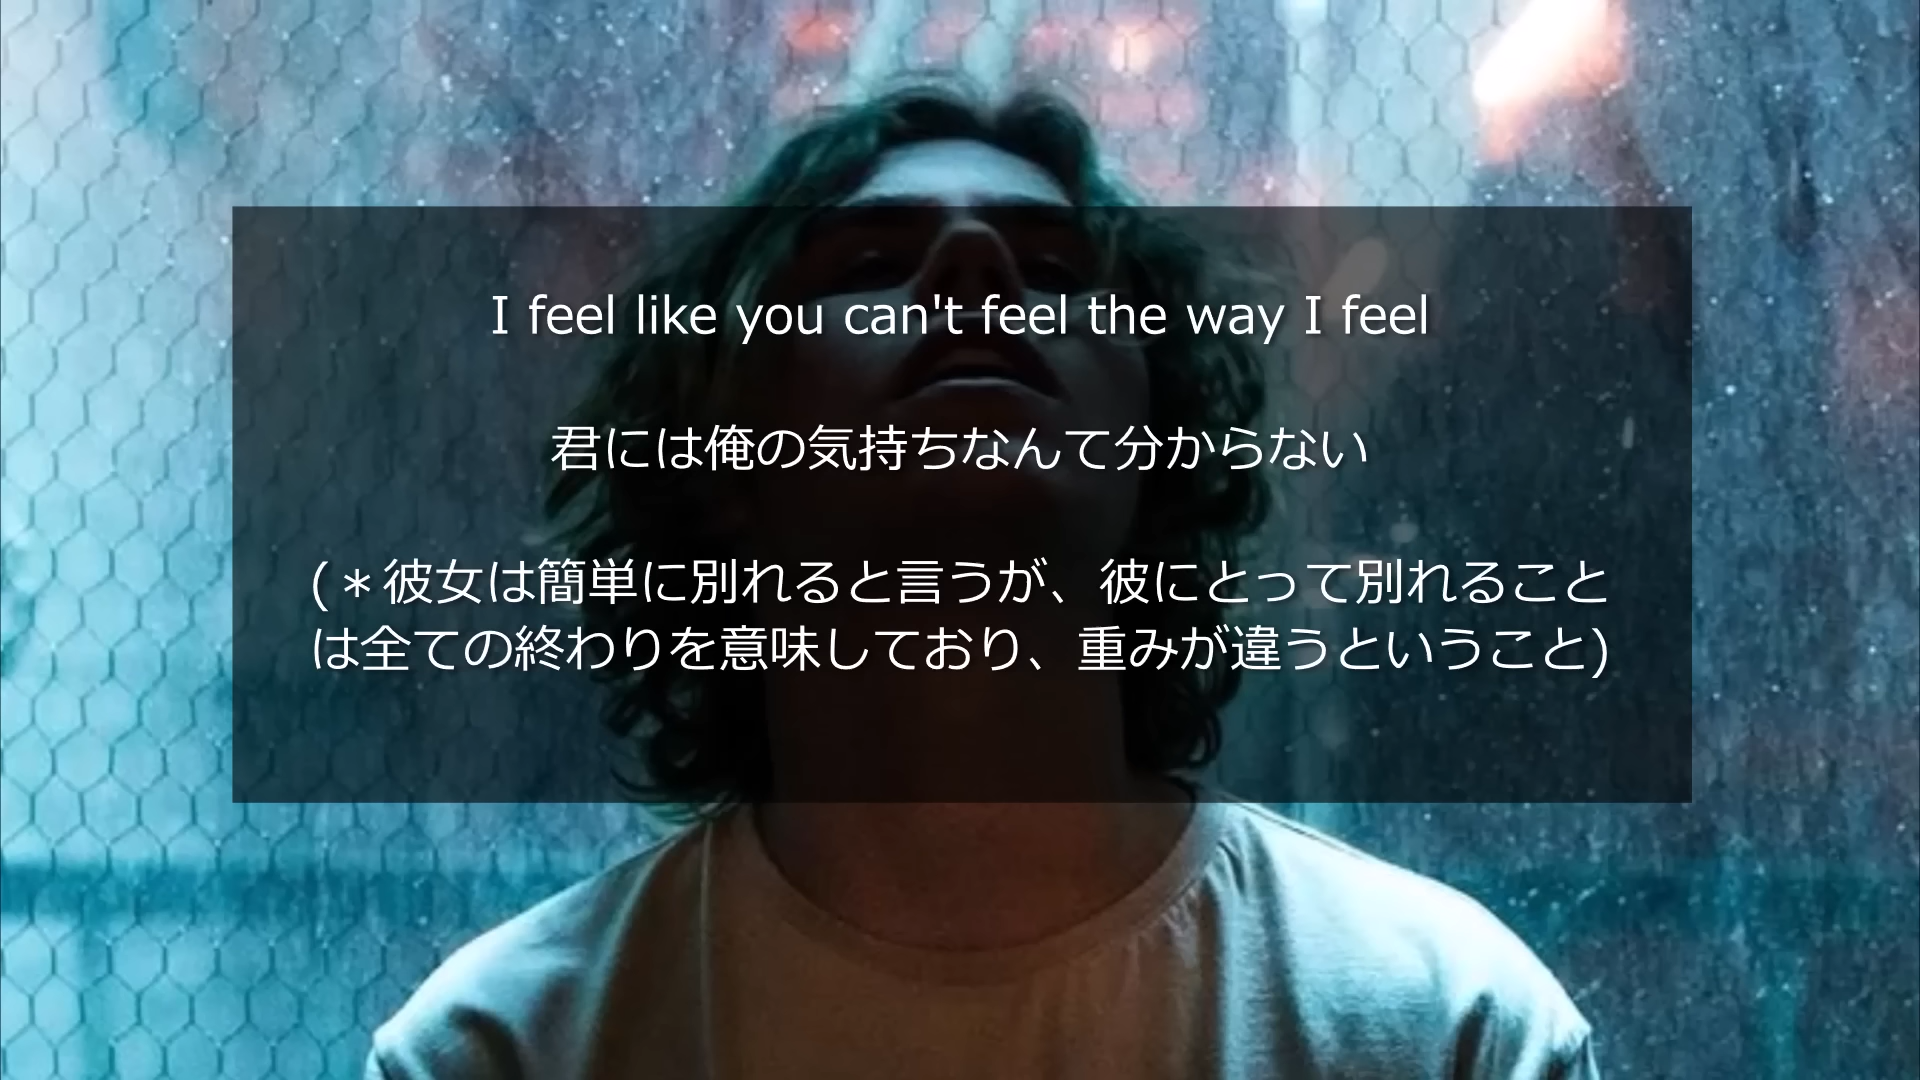 I feel like you can't feel the way I feel
君には俺の気持ちなんて分からない
(＊彼女は簡単に別れると言うが、彼にとって別れること
は全ての終わりを意味しており、重みが違うということ)